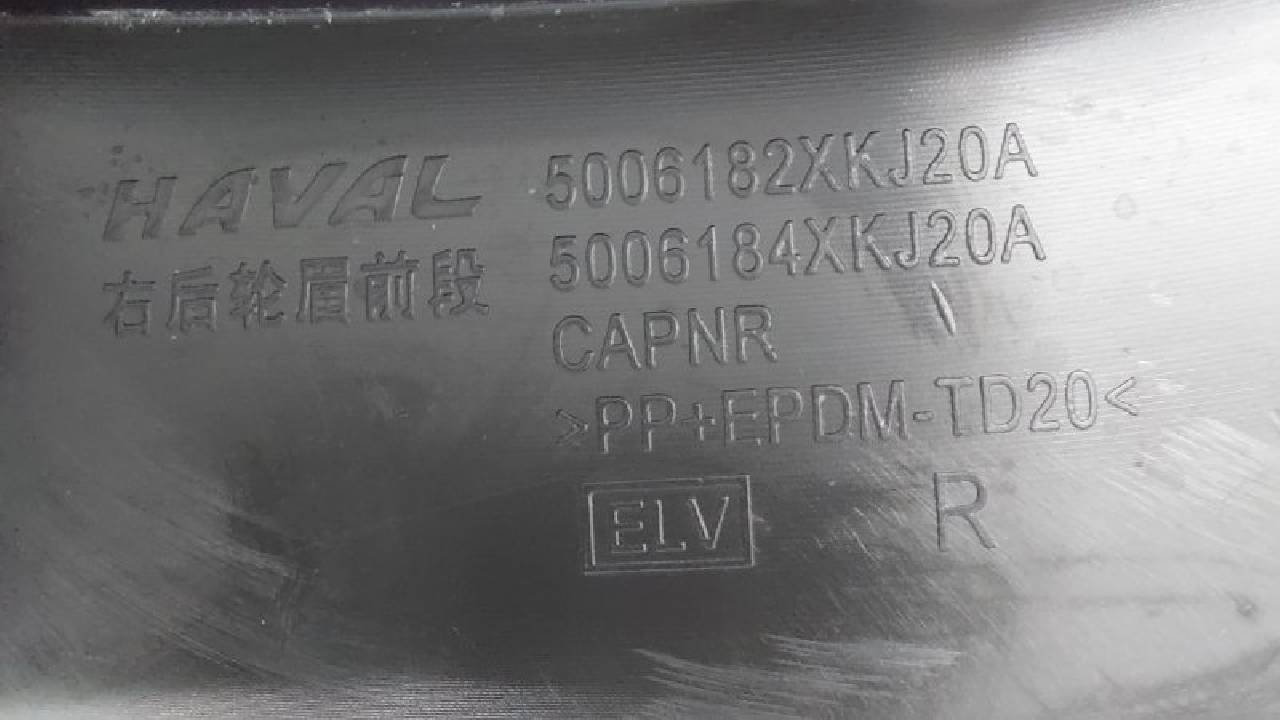 HAVAL 5006182XKJ20A
右后轮眉前段 5006184XKJ20A
CAPNR
>PP+EPDM-TD20<
ELV R